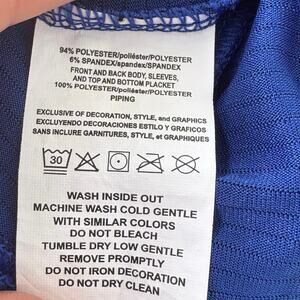 94% POLYESTER/poliéster/POLYESTER
6% SPANDEX/spandex/SPANDEX
FRONT AND BACK BODY, SLEEVES,
AND TOP AND BOTTOM PLACKET
100% POLYESTER/poliéster/POLYESTER
PIPING
EXCLUSIVE OF DECORATION, STYLE, and GRAPHICS
EXCLUYENDO DECORACIONES ESTILO Y GRAFICOS
SANS INCLURE GARNITURES, STYLE, et GRAPHIQUES
30
WASH INSIDE OUT
MACHINE WASH COLD GENTLE
WITH SIMILAR COLORS
DO NOT BLEACH
TUMBLE DRY LOW GENTLE
REMOVE PROMPTLY
DO NOT IRON DECORATION
DO NOT DRY CLEAN